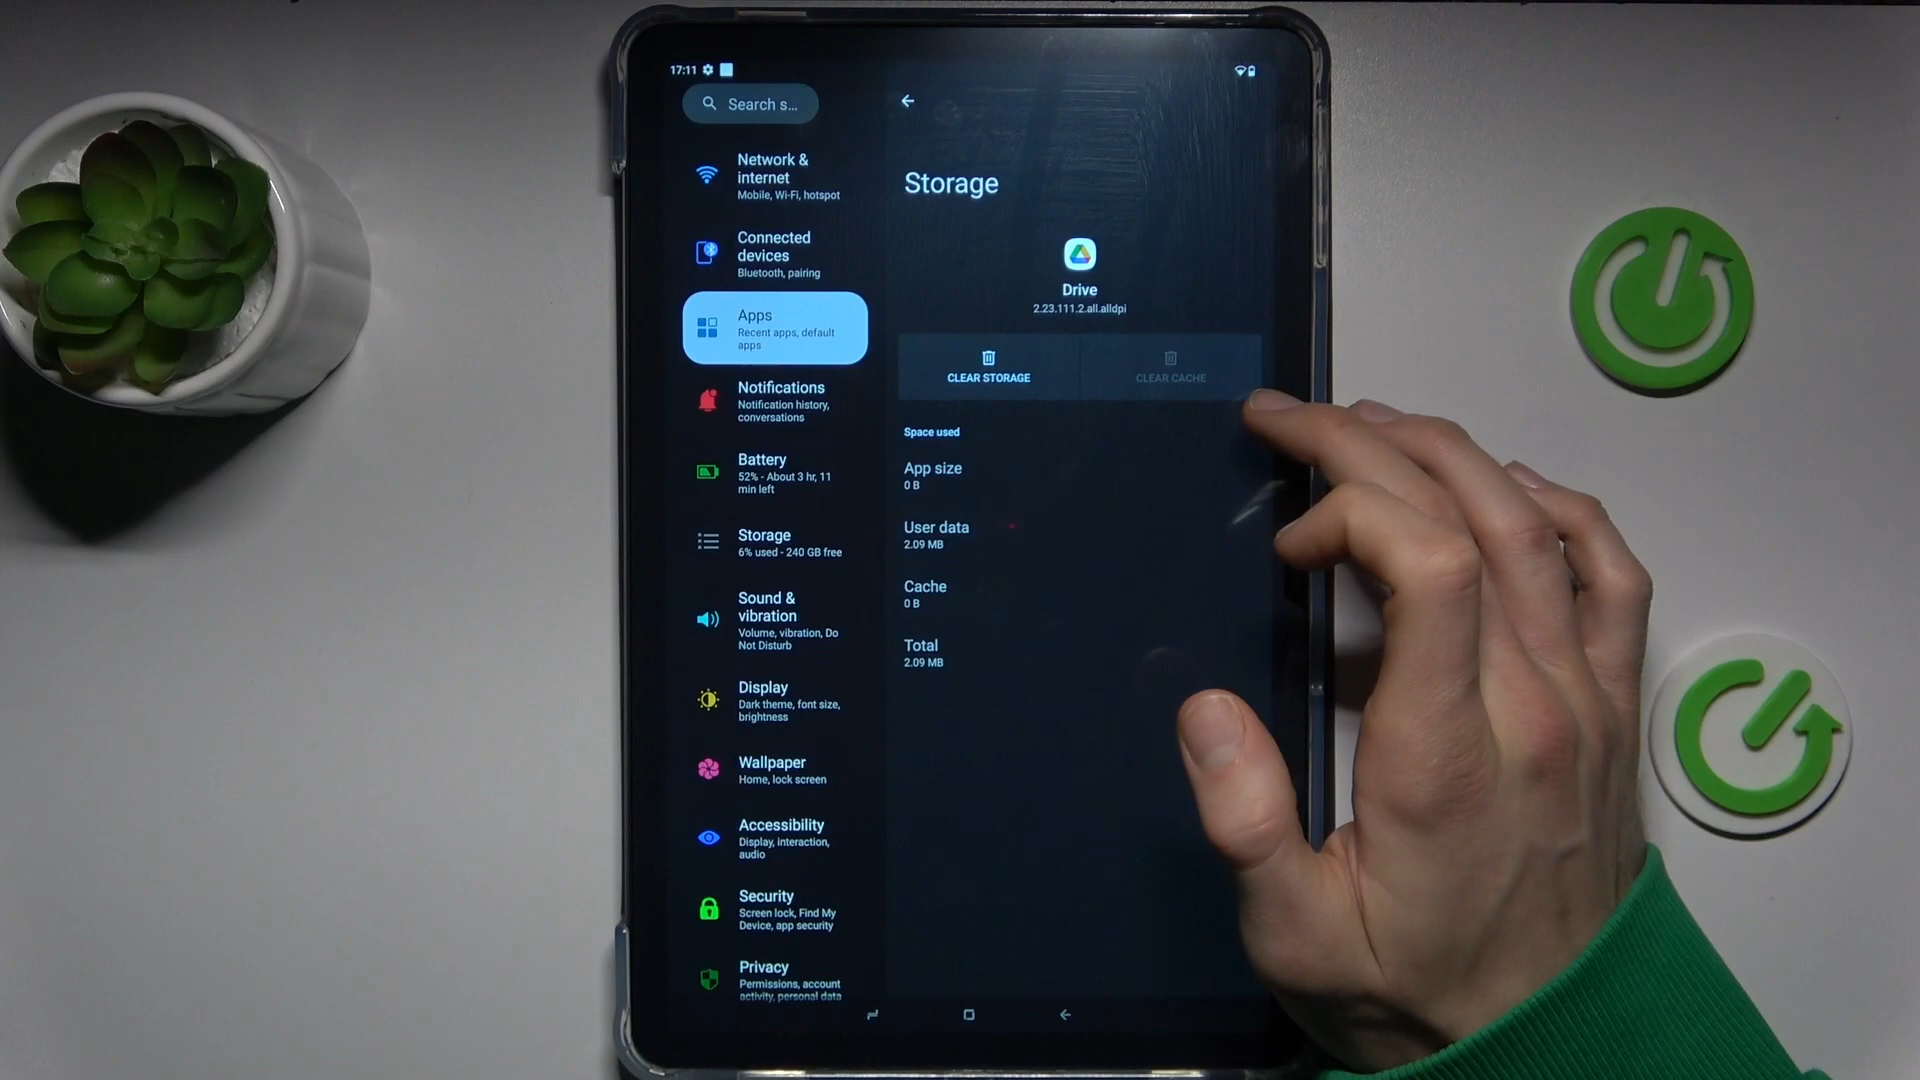 17:11
Search s...
Network &
internet
Mobile, Wi-Fi, hotspot
Connected
devices
Bluetooth, pairing
Apps
Recent apps, default
apps
Notifications
Notification history,
conversations
Battery
52% - About 3 hr, 11
min left
Storage
6% used - 240 GB free
Sound &
vibration
Volume, vibration, Do
Not Disturb
Display
Dark theme, font size,
brightness
Wallpaper
Home, lock screen
Accessibility
Display, interaction,
audio
Security
Screen lock, Find My
Device, app security
Privacy
Permissions, account
activity, personal data
Storage
Drive
2.23.111.2.all.alldpi
CLEAR STORAGE
CLEAR CACHE
Space used
App size
0 B
User data
2.09 MB
Cache
0 B
Total
2.09 MB